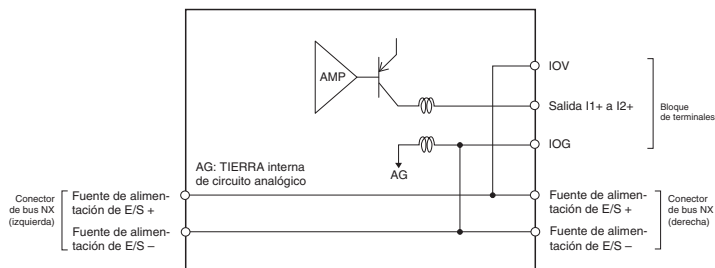 AMP
IOV
Salida I1+ a I2+
Bloque
de terminales
IOG
AG
AG: TIERRA interna
de circuito analógico
Conector
de bus NX
(izquierda)
Fuente de alimen-
tación de E/S +
Fuente de alimen-
tación de E/S –
Fuente de alimen-
tación de E/S +
Fuente de alimen-
tación de E/S –
Conector
de bus NX
(derecha)